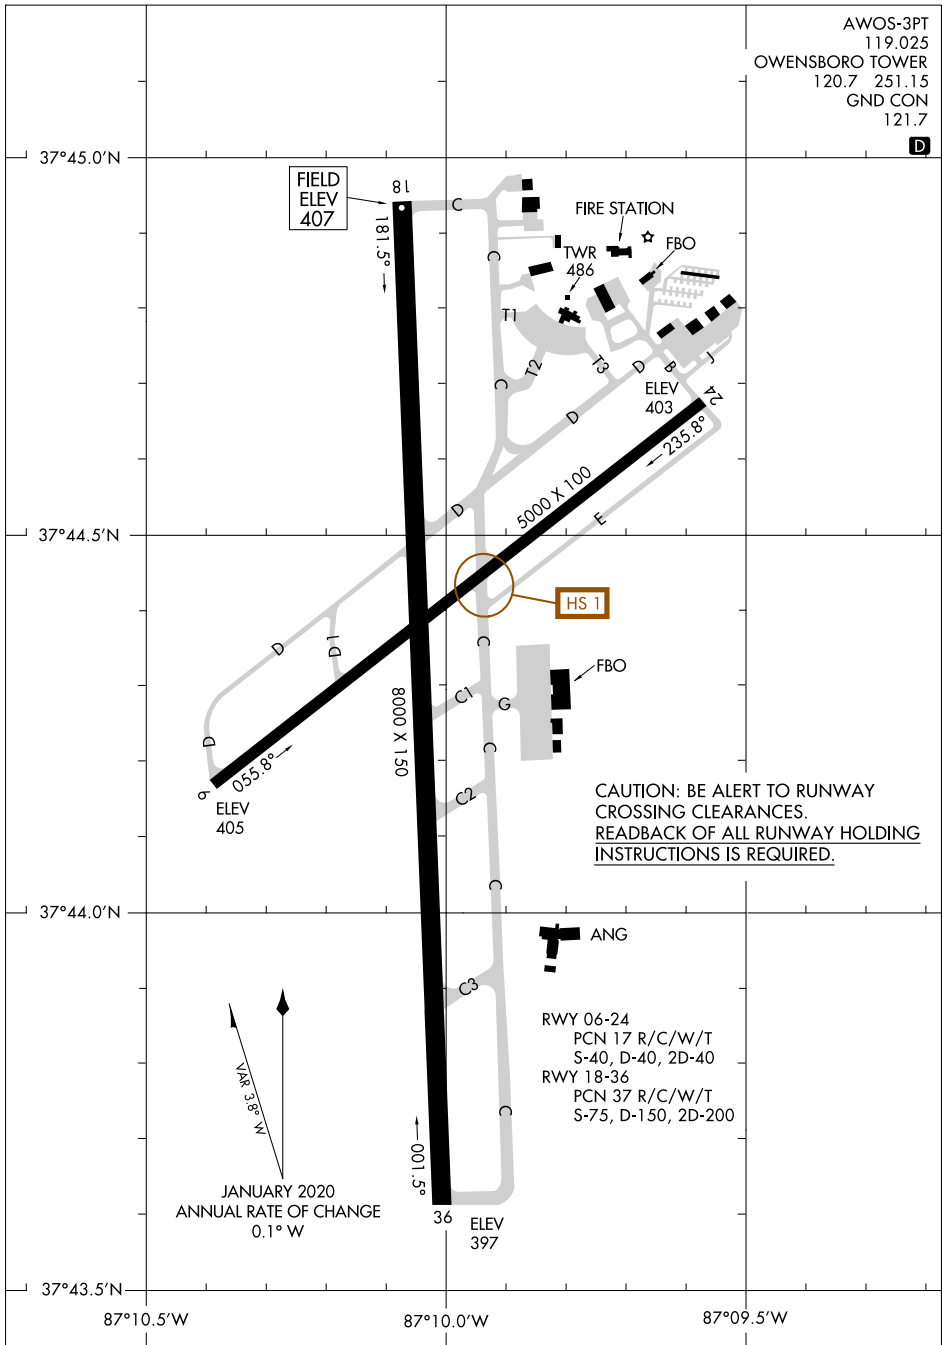 AWOS-3PT
119.025
OWENSBORO TOWER
120.7 251.15
GND CON
121.7
D
37°45.0'N
FIELD
ELEV
407
18
C
181.5°
C
FIRE STATION
FBO
TWR
486
T1
C
T2
T3
D
B
J
ELEV
403
24
D
235.8°
5000 X 100
D
E
37°44.5'N
HS 1
C
D1
D
FBO
C1
G
8000 X 150
C
D
055.8°
6
ELEV
405
C2
CAUTION: BE ALERT TO RUNWAY
CROSSING CLEARANCES.
READBACK OF ALL RUNWAY HOLDING
INSTRUCTIONS IS REQUIRED.
C
37°44.0'N
ANG
C3
RWY 06-24
PCN 17 R/C/W/T
S-40, D-40, 2D-40
RWY 18-36
PCN 37 R/C/W/T
S-75, D-150, 2D-200
VAR 3.8° W
C
001.5°
JANUARY 2020
ANNUAL RATE OF CHANGE
0.1° W
36
ELEV
397
37°43.5'N
87°10.5'W
87°10.0'W
87°09.5'W